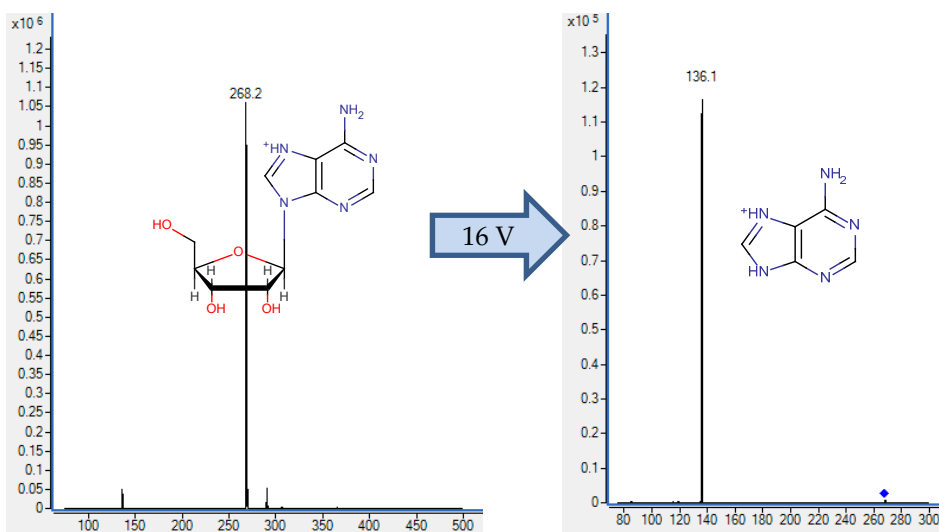 x10 6
1.2
1.15
1.1
1.05
1
0.95
0.9
0.85
0.8
0.75
0.7
0.65
0.6
0.55
0.5
0.45
0.4
0.35
0.3
0.25
0.2
0.15
0.1
0.05
0
100 150 200 250 300 350 400 450 500
268.2
NH2
+HN
N
N
N
HO
O
H H
H H
OH OH
16 V
x10 5
1.3
1.2
1.1
1
0.9
0.8
0.7
0.6
0.5
0.4
0.3
0.2
0.1
0
80 100 120 140 160 180 200 220 240 260 280 300
136.1
NH2
+HN
N
HN
N